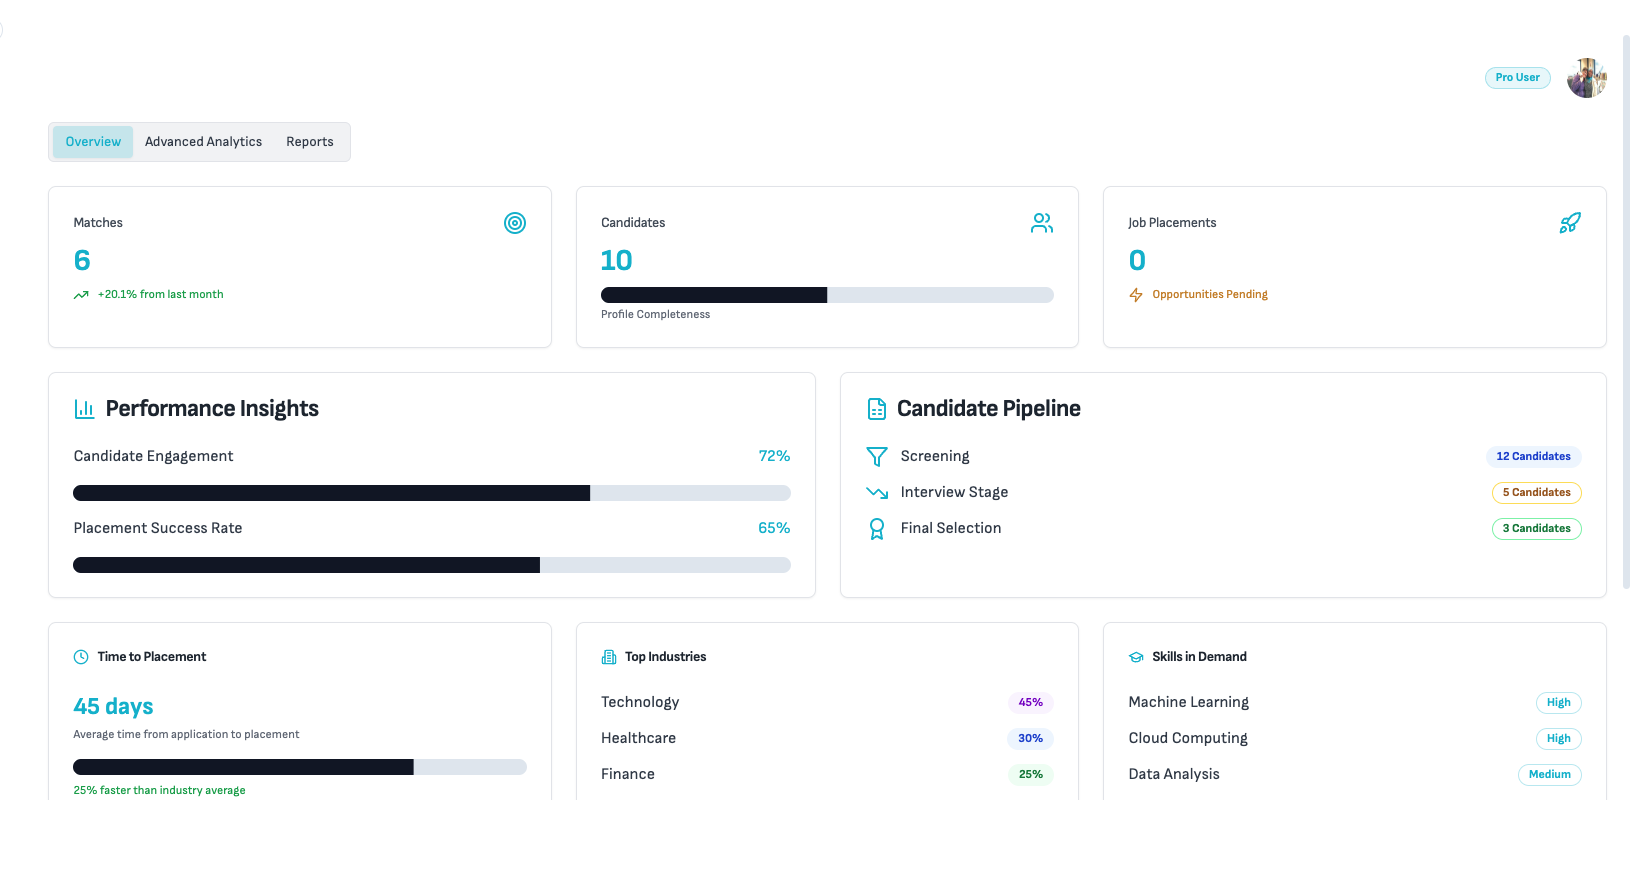 Pro User
Overview Advanced Analytics Reports
Matches
6
+20.1% from last month
Candidates
10
Profile Completeness
Job Placements
0
Opportunities Pending
Performance Insights
Candidate Engagement 72%
Placement Success Rate 65%
Candidate Pipeline
Screening 12 Candidates
Interview Stage 5 Candidates
Final Selection 3 Candidates
Time to Placement
45 days
Average time from application to placement
25% faster than industry average
Top Industries
Technology 45%
Healthcare 30%
Finance 25%
Skills in Demand
Machine Learning High
Cloud Computing High
Data Analysis Medium